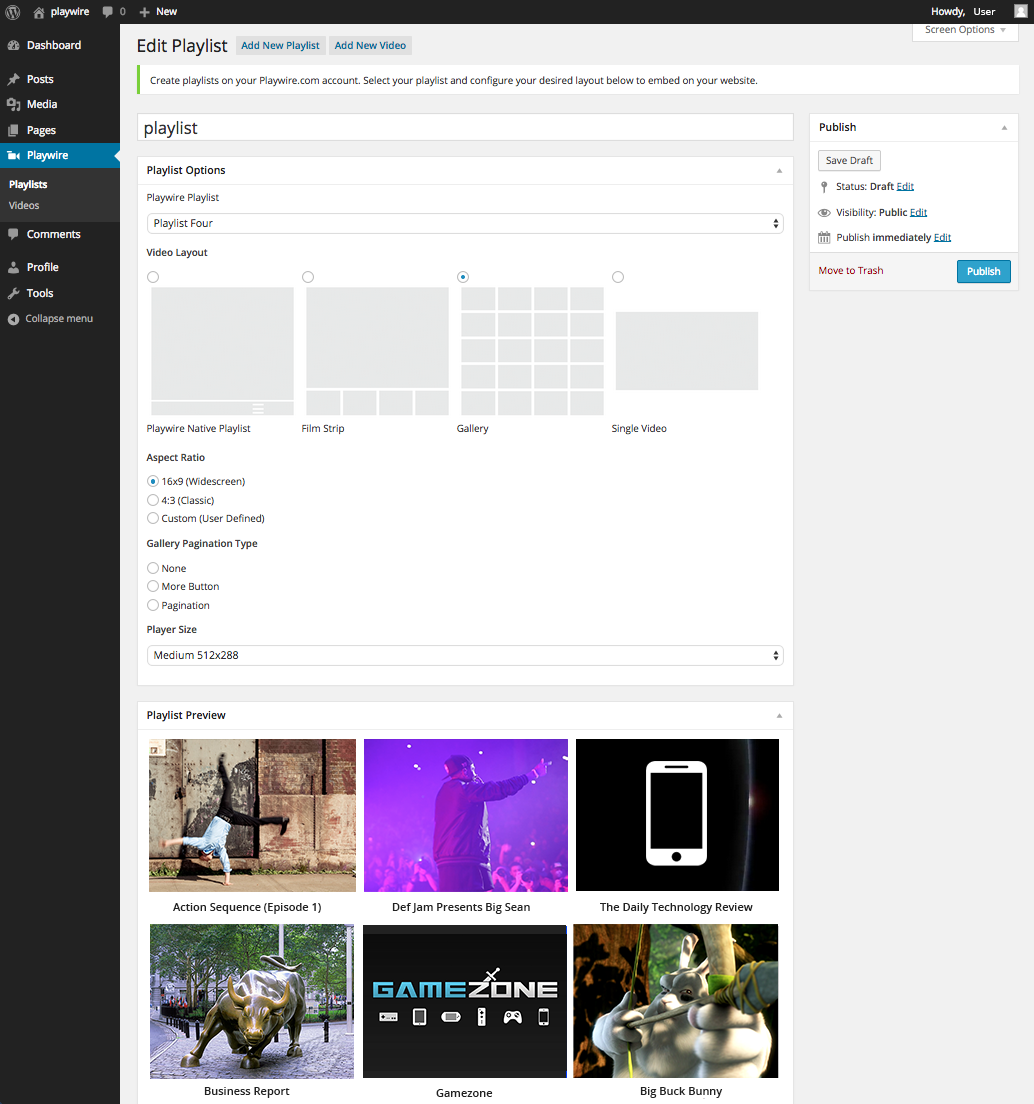 playwire 0 New Howdy, User
Screen Options
Dashboard
Posts
Media
Pages
Playwire
Playlists
Videos
Comments
Profile
Tools
Collapse menu
Edit Playlist Add New Playlist Add New Video
Create playlists on your Playwire.com account. Select your playlist and configure your desired layout below to embed on your website.
playlist
Playlist Options
Playwire Playlist
Playlist Four
Video Layout
Playwire Native Playlist Film Strip Gallery Single Video
Aspect Ratio
16x9 (Widescreen)
4:3 (Classic)
Custom (User Defined)
Gallery Pagination Type
None
More Button
Pagination
Player Size
Medium 512x288
Publish
Save Draft
Status: Draft Edit
Visibility: Public Edit
Publish immediately Edit
Move to Trash Publish
Playlist Preview
Action Sequence (Episode 1) Def Jam Presents Big Sean The Daily Technology Review
GAMEZONE
Business Report Gamezone Big Buck Bunny